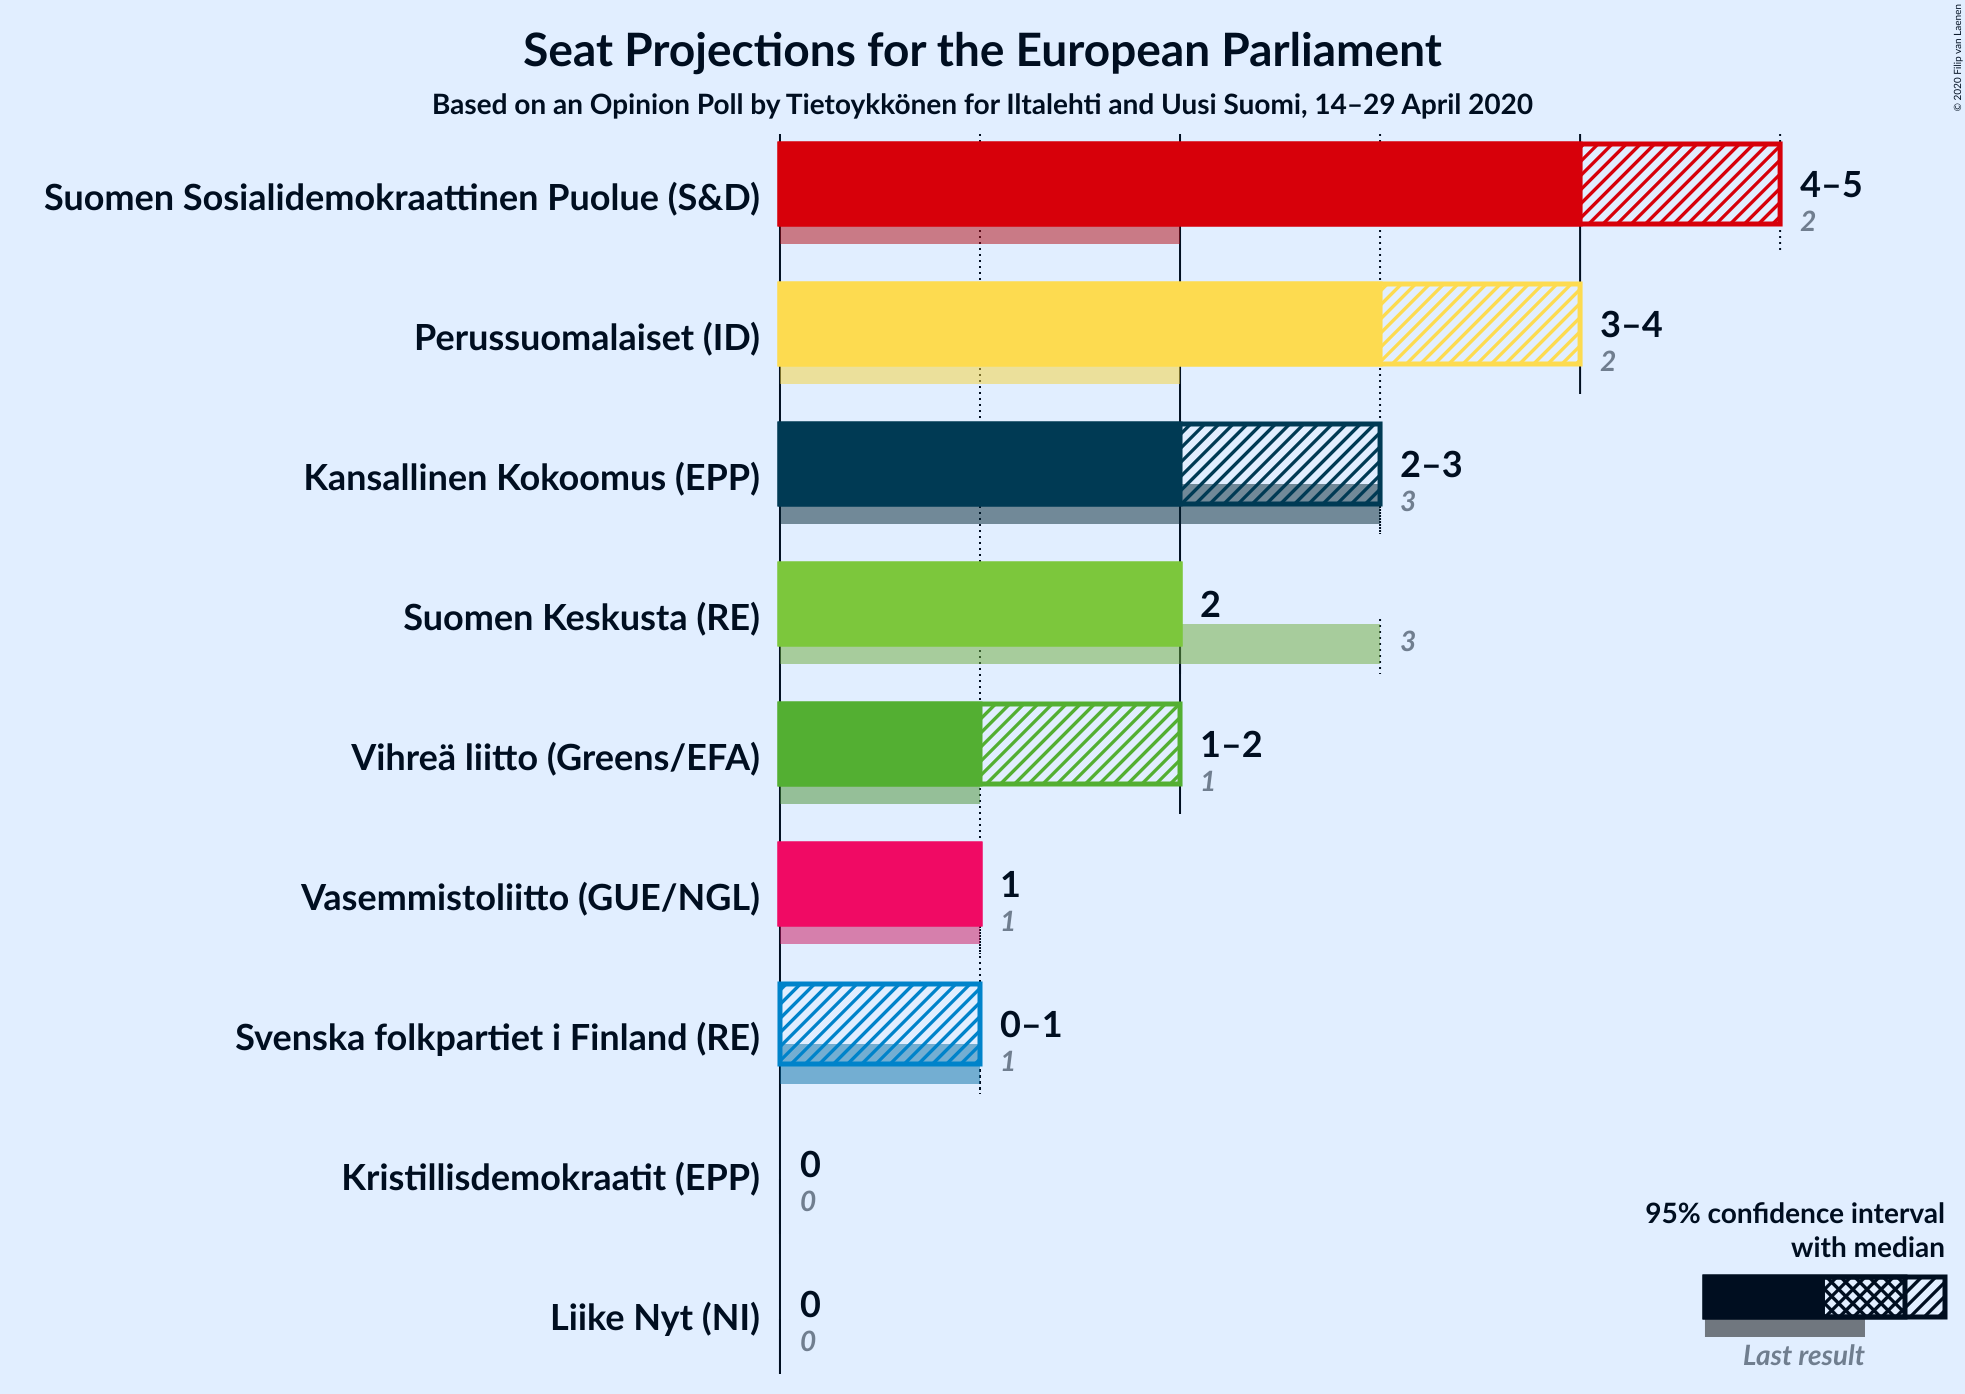 Seat Projections for the European Parliament
Based on an Opinion Poll by Tietoykkönen for Iltalehti and Uusi Suomi, 14–29 April 2020
© 2020 Filip van Laenen
Suomen Sosialidemokraattinen Puolue (S&D)
4–5
2
Perussuomalaiset (ID)
3–4
2
Kansallinen Kokoomus (EPP)
2–3
3
Suomen Keskusta (RE)
2
3
Vihreä liitto (Greens/EFA)
1–2
1
Vasemmistoliitto (GUE/NGL)
1
1
Svenska folkpartiet i Finland (RE)
0–1
1
Kristillisdemokraatit (EPP)
0
0
Liike Nyt (NI)
0
0
95% confidence interval
with median
Last result